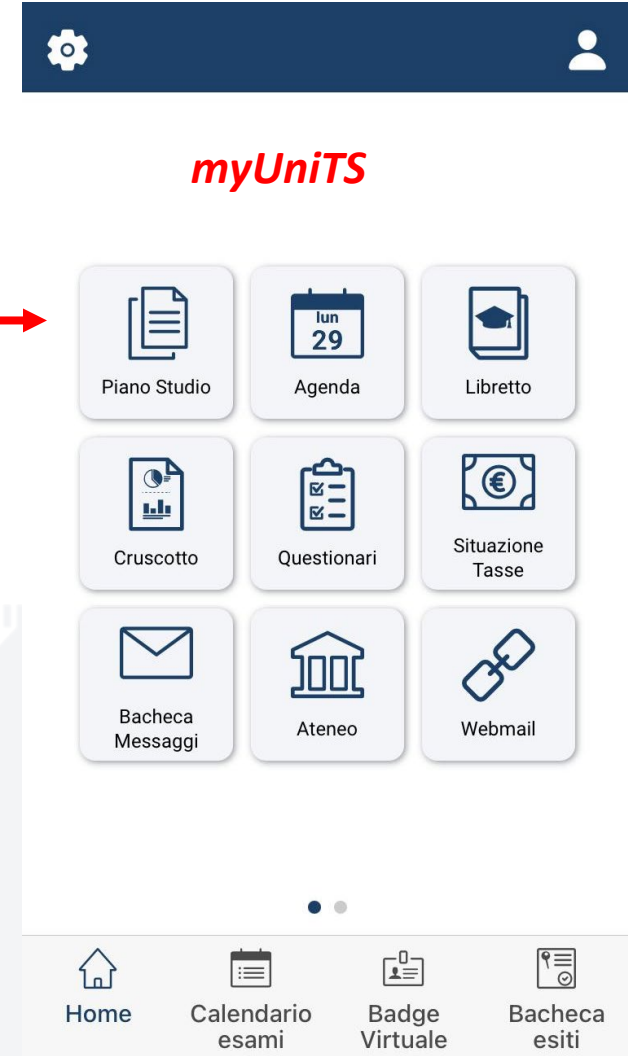 myUniTS
lun
29
Piano Studio
Agenda
Libretto
Cruscotto
Questionari
Situazione
Tasse
Bacheca
Messaggi
Ateneo
Webmail
Home
Calendario
esami
Badge
Virtuale
Bacheca
esiti